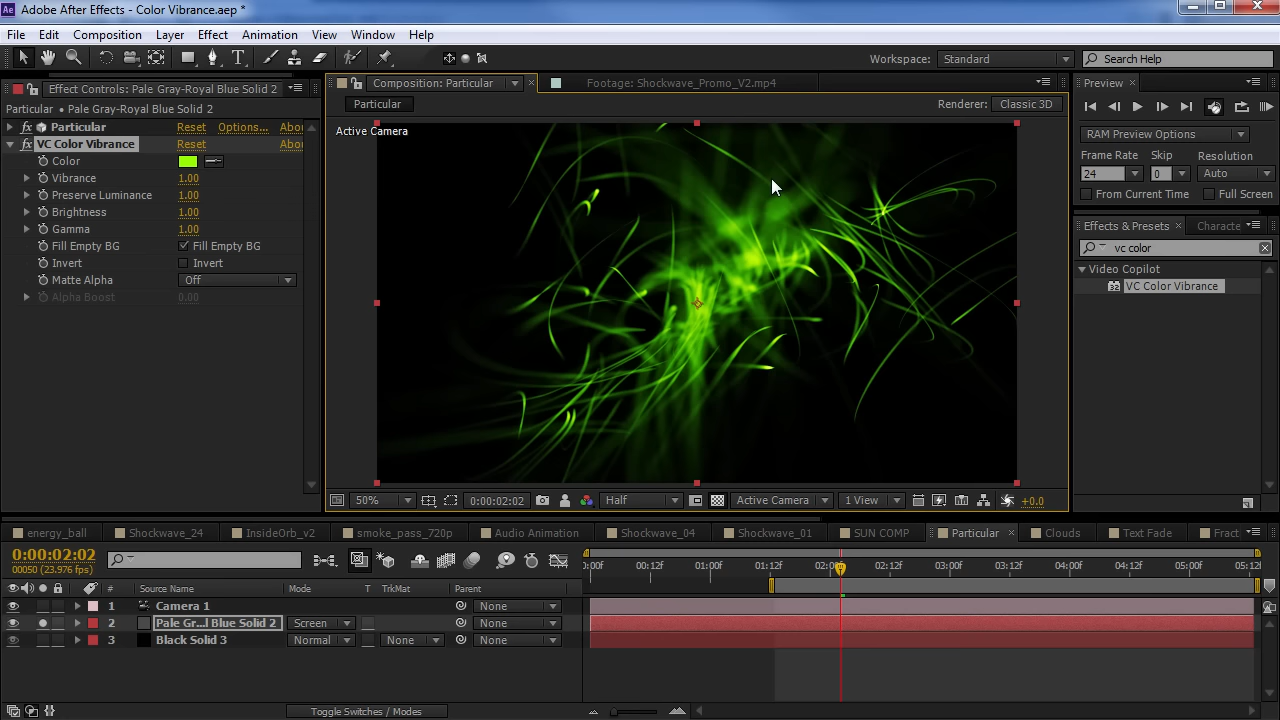 Adobe After Effects - Color Vibrance.aep *
File Edit Composition Layer Effect Animation View Window Help
Workspace: Standard Search Help
Effect Controls: Pale Gray-Royal Blue Solid 2
Composition: Particular Footage: Shockwave_Promo_V2.mp4
Preview
Particular • Pale Gray-Royal Blue Solid 2
Particular Renderer: Classic 3D
fx Particular Reset Options... Abou
fx VC Color Vibrance Reset Abou
Color
Vibrance 1.00
Preserve Luminance 1.00
Brightness 1.00
Gamma 1.00
Fill Empty BG Fill Empty BG
Invert Invert
Matte Alpha Off
Alpha Boost 0.00
Active Camera
RAM Preview Options
Frame Rate Skip Resolution
24 0 Auto
From Current Time Full Screen
Effects & Presets Characte
vc color
Video Copilot
32 VC Color Vibrance
50% 0:00:02:02 Half Active Camera 1 View +0.0
energy_ball Shockwave_24 InsideOrb_v2 smoke_pass_720p Audio Animation Shockwave_04 Shockwave_01 SUN COMP Particular Clouds Text Fade Fract
0:00:02:02
00050 (23.976 fps)
):00f 00:12f 01:00f 01:12f 02:00f 02:12f 03:00f 03:12f 04:00f 04:12f 05:00f 05:12
# Source Name Mode T TrkMat Parent
1 Camera 1 None
2 Pale Gr...l Blue Solid 2 Screen None
3 Black Solid 3 Normal None None
Toggle Switches / Modes